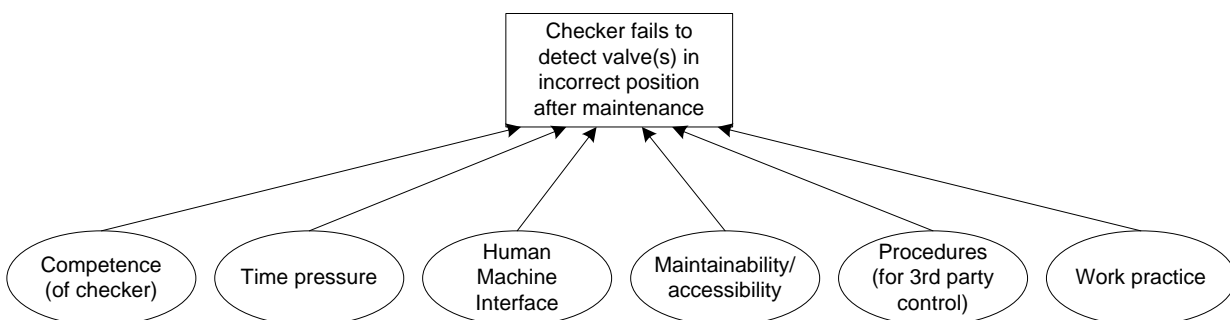 Checker fails to
detect valve(s) in
incorrect position
after maintenance
Competence
(of checker)
Time pressure
Human
Machine
Interface
Maintainability/
accessibility
Procedures
(for 3rd party
control)
Work practice